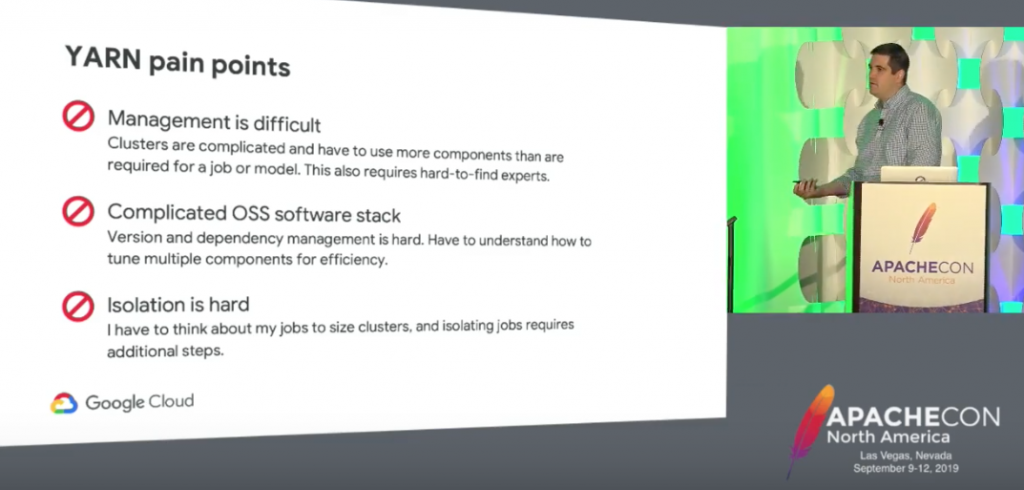 YARN pain points
Management is difficult
Clusters are complicated and have to use more components than are
required for a job or model. This also requires hard-to-find experts.
Complicated OSS software stack
Version and dependency management is hard. Have to understand how to
tune multiple components for efficiency.
Isolation is hard
I have to think about my jobs to size clusters, and isolating jobs requires
additional steps.
Google Cloud
APACHECON
North America
APACHECON
North America
Las Vegas, Nevada
September 9-12, 2019